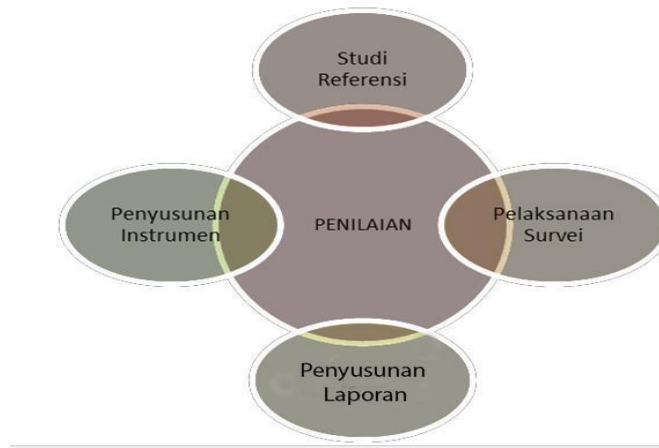 Studi
Referensi
Penyusunan
Instrumen
PENILAIAN
Pelaksanaan
Survei
Penyusunan
Laporan